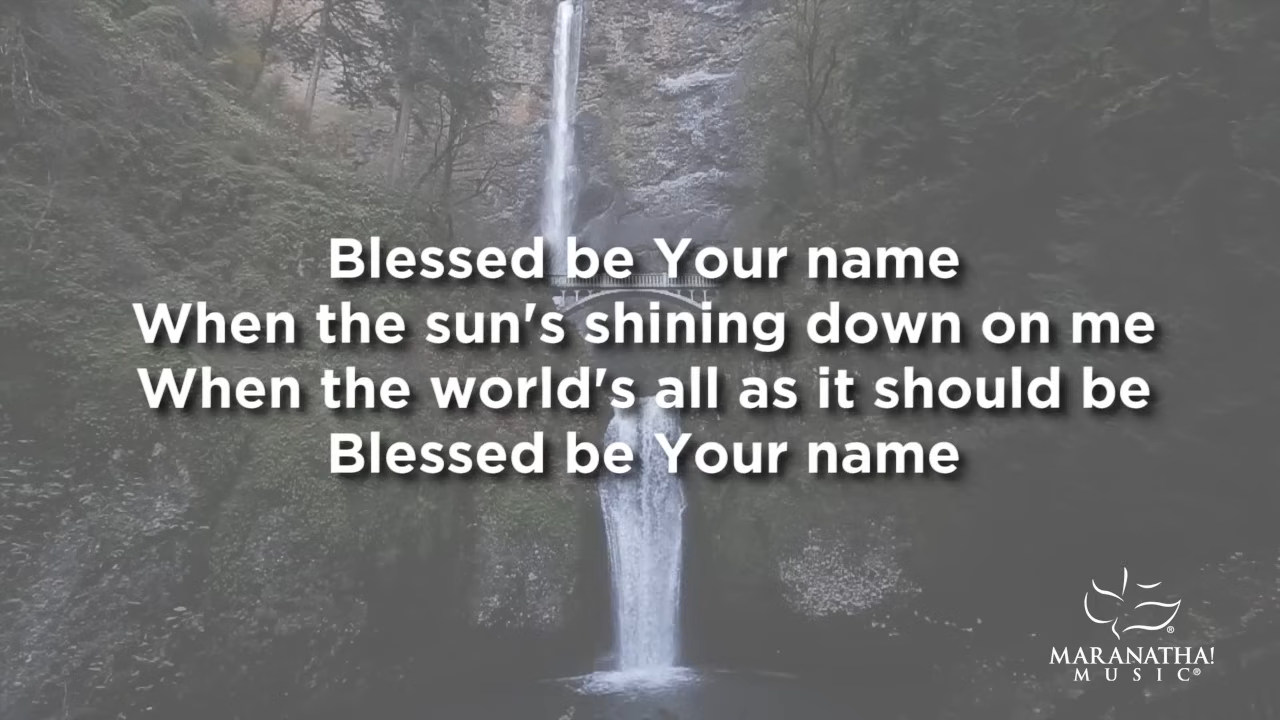 Blessed be Your name
When the sun's shining down on me
When the world's all as it should be
Blessed be Your name
MARANATHA!
MUSIC®